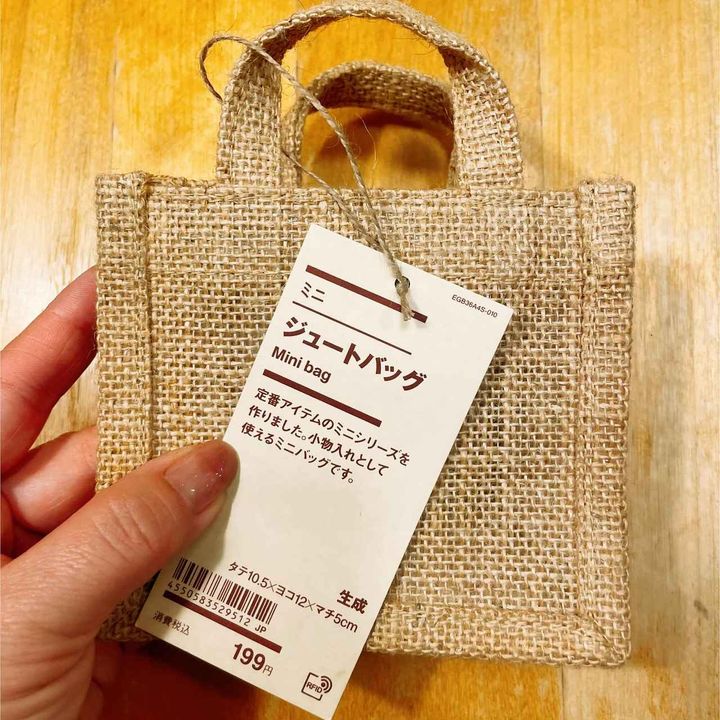 EGB36A4S-010
ミニ
ジュートバッグ
Mini bag
定番アイテムのミニシリーズを
作りました。小物入れとして
使えるミニバッグです。
タテ10.5×ヨコ12×マチ5cm
生成
4550583529512 JP
消費税込
199円
RFID